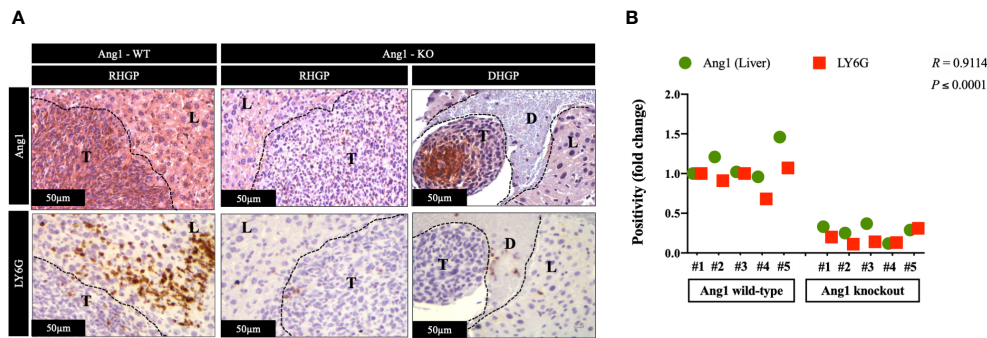 A
Ang1 - WT
Ang1 - KO
RHGP
RHGP
DHGP
Ang1
L
T
50µm
L
T
50µm
D
T
L
50µm
LY6G
L
T
50µm
L
T
50µm
D
T
L
50µm
B
Ang1 (Liver)
LY6G
R = 0.9114
P ≤ 0.0001
Positivity (fold change)
2.0
1.5
1.0
0.5
0.0
#1 #2 #3 #4 #5 #1 #2 #3 #4 #5
Ang1 wild-type
Ang1 knockout